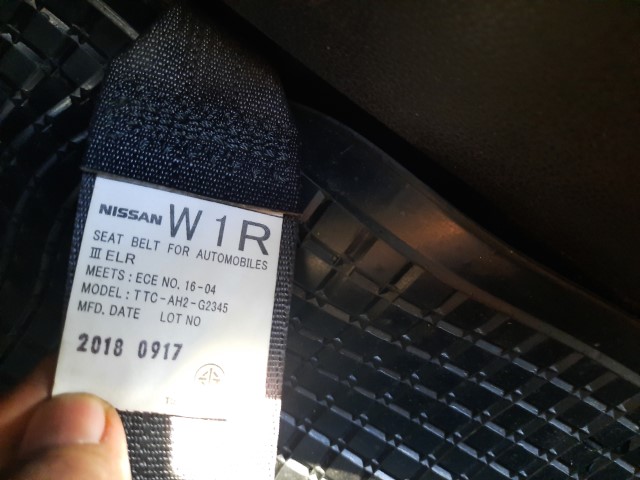 NISSAN W1R
SEAT BELT FOR AUTOMOBILES
III ELR
MEETS : ECE NO. 16-04
MODEL : TTC-AH2-G2345
MFD. DATE LOT NO
2018 0917